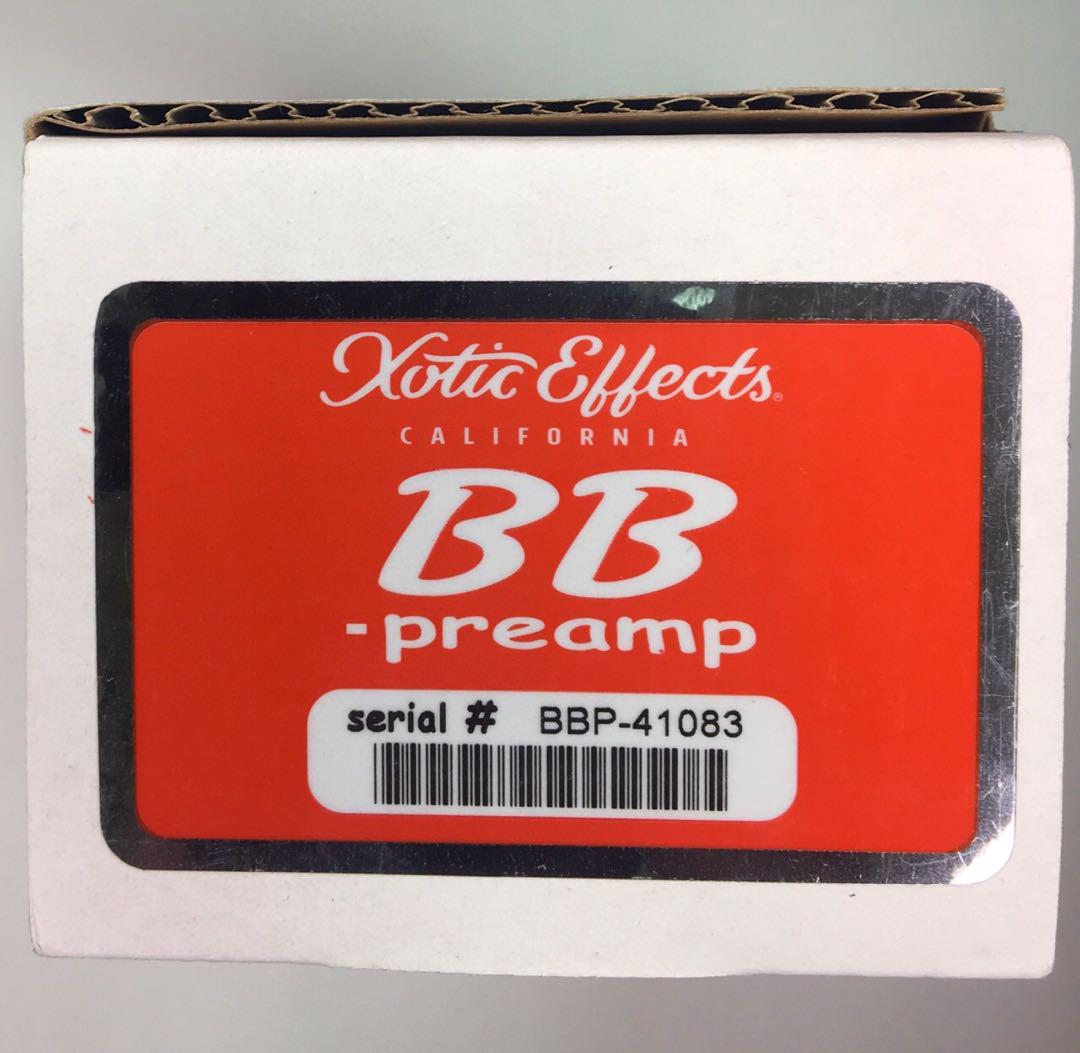 Xotic Effects®
CALIFORNIA
BB
-preamp
serial # BBP-41083